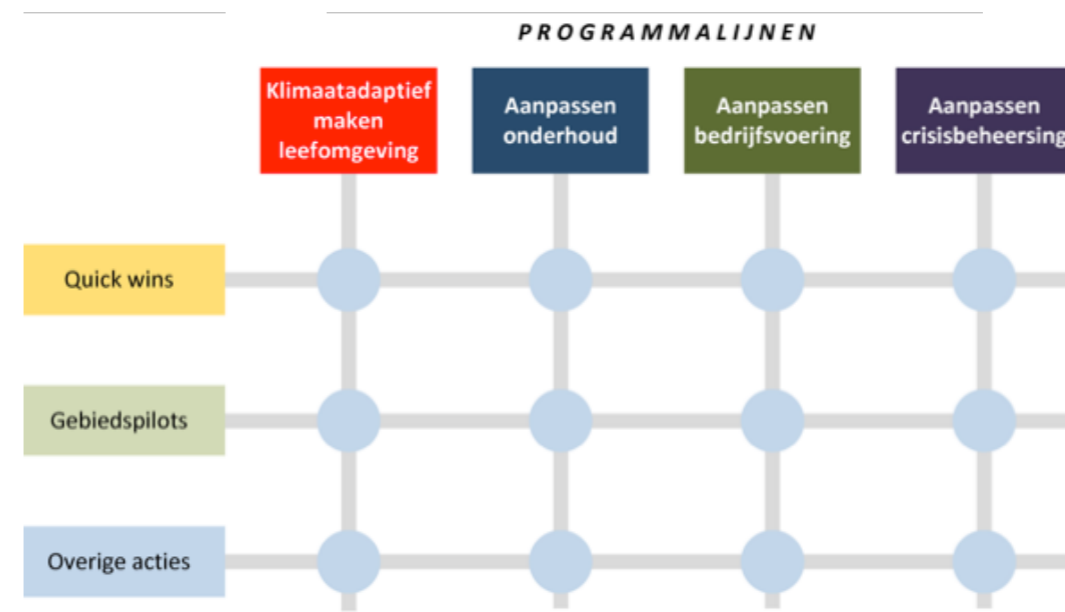 PROGRAMMALIJNEN
Klimaatadaptief
maken
leefomgeving
Aanpassen
onderhoud
Aanpassen
bedrijfsvoering
Aanpassen
crisisbeheersing
Quick wins
Gebiedspilots
Overige acties